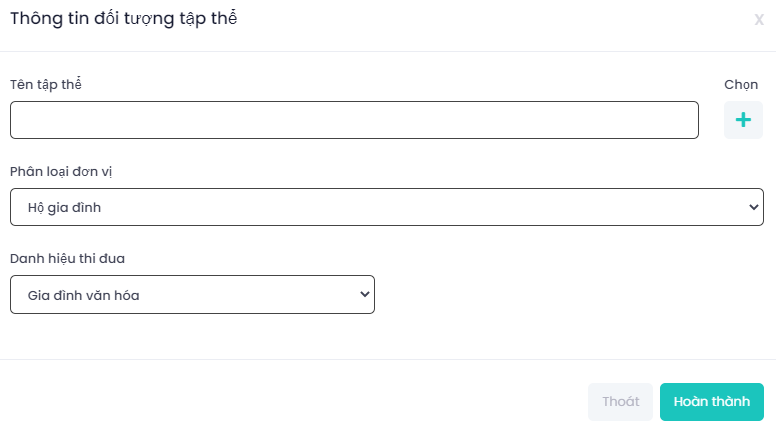 Thông tin đối tượng tập thể
X
Tên tập thể
Chọn
+
Phân loại đơn vị
Hộ gia đình
Danh hiệu thi đua
Gia đình văn hóa
Thoát
Hoàn thành